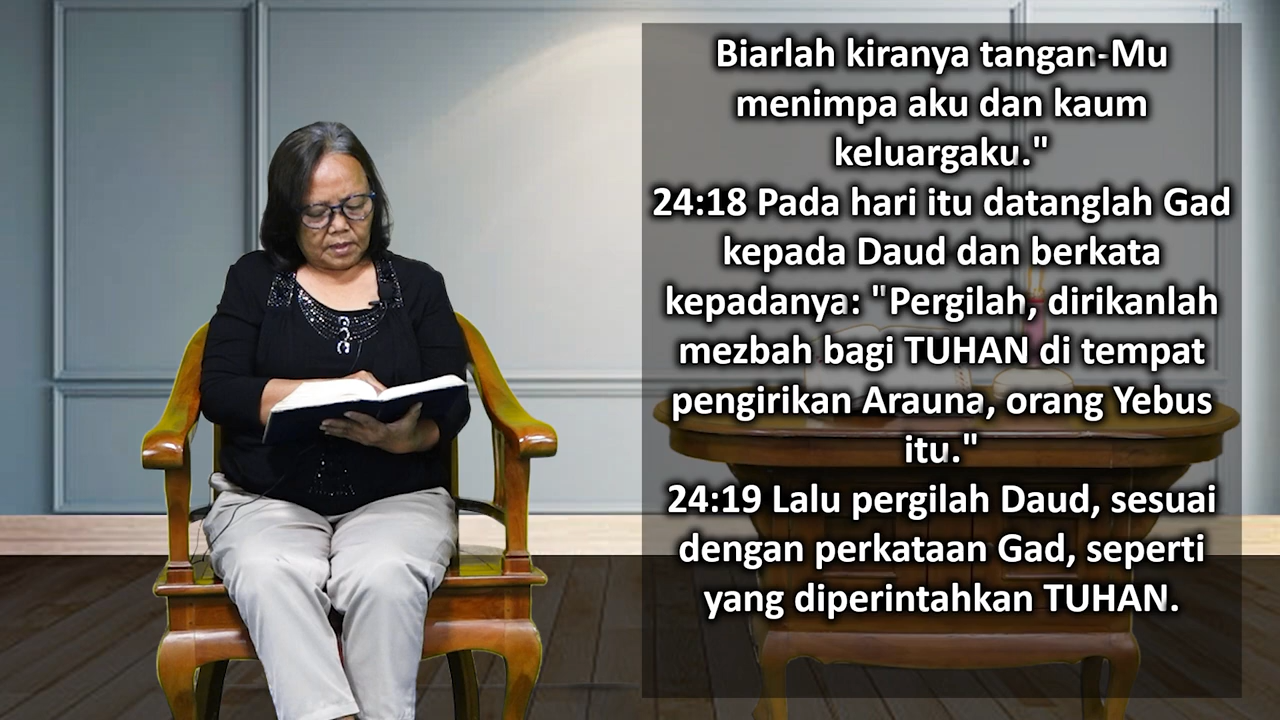 Biarlah kiranya tangan-Mu
menimpa aku dan kaum
keluargaku."
24:18 Pada hari itu datanglah Gad
kepada Daud dan berkata
kepadanya: "Pergilah, dirikanlah
mezbah bagi TUHAN di tempat
pengirikan Arauna, orang Yebus
itu."
24:19 Lalu pergilah Daud, sesuai
dengan perkataan Gad, seperti
yang diperintahkan TUHAN.